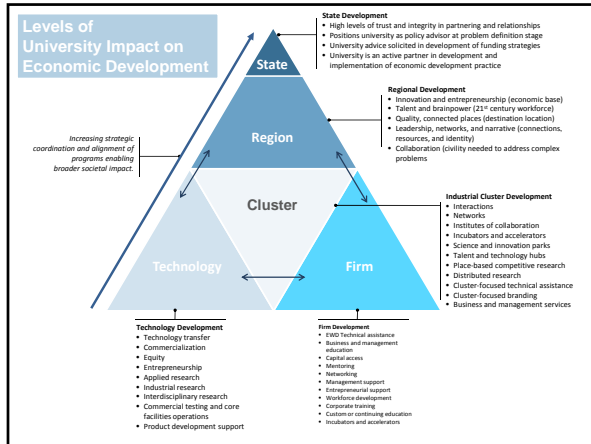 Levels of
University Impact on
Economic Development
State Development
• High levels of trust and integrity in partnering and relationships
• Positions university as policy advisor at problem definition stage
• University advice solicited in development of funding strategies
• University is an active partner in development and
implementation of economic development practice
State
Regional Development
• Innovation and entrepreneurship (economic base)
• Talent and brainpower (21st century workforce)
• Quality, connected places (destination location)
• Leadership, networks, and narrative (connections,
resources, and identity)
• Collaboration (civility needed to address complex
problems
Region
Increasing strategic
coordination and alignment of
programs enabling
broader societal impact.
Cluster
Industrial Cluster Development
• Interactions
• Networks
• Institutes of collaboration
• Incubators and accelerators
• Science and innovation parks
• Talent and technology hubs
• Place-based competitive research
• Distributed research
• Cluster-focused technical assistance
• Cluster-focused branding
• Business and management services
Technology
Firm
Technology Development
• Technology transfer
• Commercialization
• Equity
• Entrepreneurship
• Applied research
• Industrial research
• Interdisciplinary research
• Commercial testing and core
facilities operations
• Product development support
Firm Development
• EWD Technical assistance
• Business and management
education
• Capital access
• Mentoring
• Networking
• Management support
• Entrepreneurial support
• Workforce development
• Corporate training
• Custom or continuing education
• Incubators and accelerators